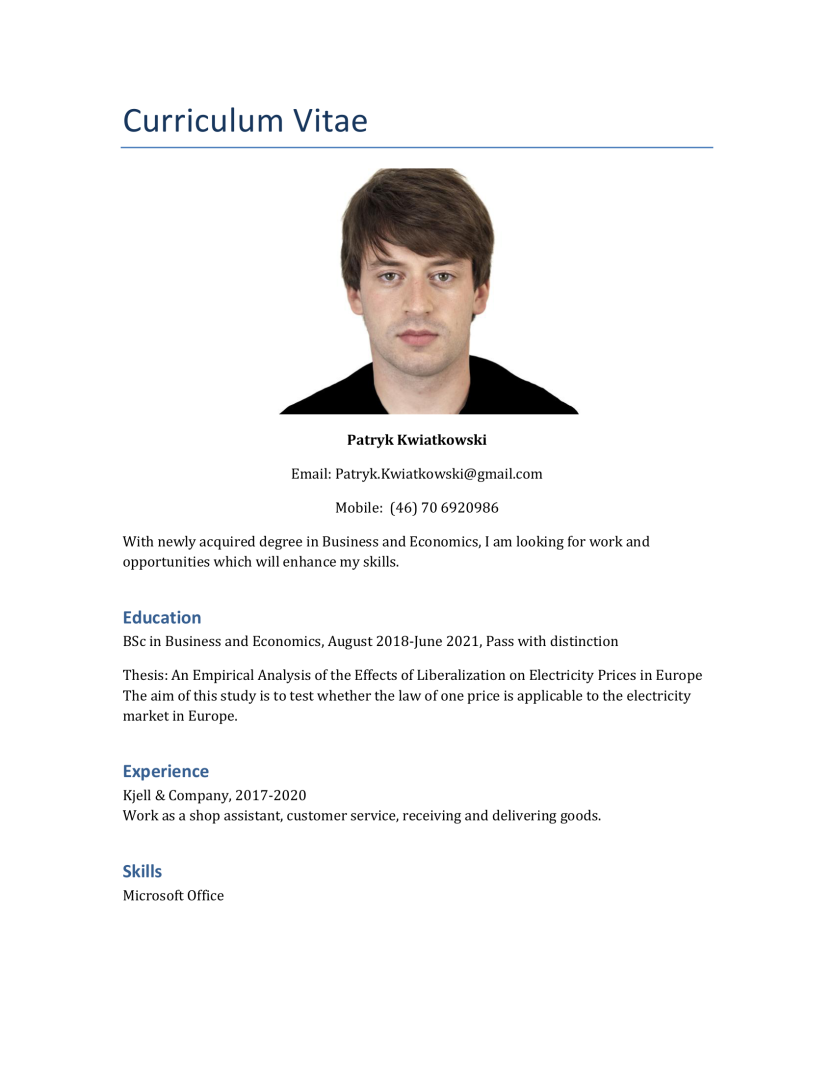 Curriculum Vitae
Patryk Kwiatkowski
Email: Patryk.Kwiatkowski@gmail.com
Mobile:  (46) 70 6920986
With newly acquired degree in Business and Economics, I am looking for work and
opportunities which will enhance my skills.
Education
BSc in Business and Economics, August 2018-June 2021, Pass with distinction
Thesis: An Empirical Analysis of the Effects of Liberalization on Electricity Prices in Europe
The aim of this study is to test whether the law of one price is applicable to the electricity
market in Europe.
Experience
Kjell & Company, 2017-2020
Work as a shop assistant, customer service, receiving and delivering goods.
Skills
Microsoft Office